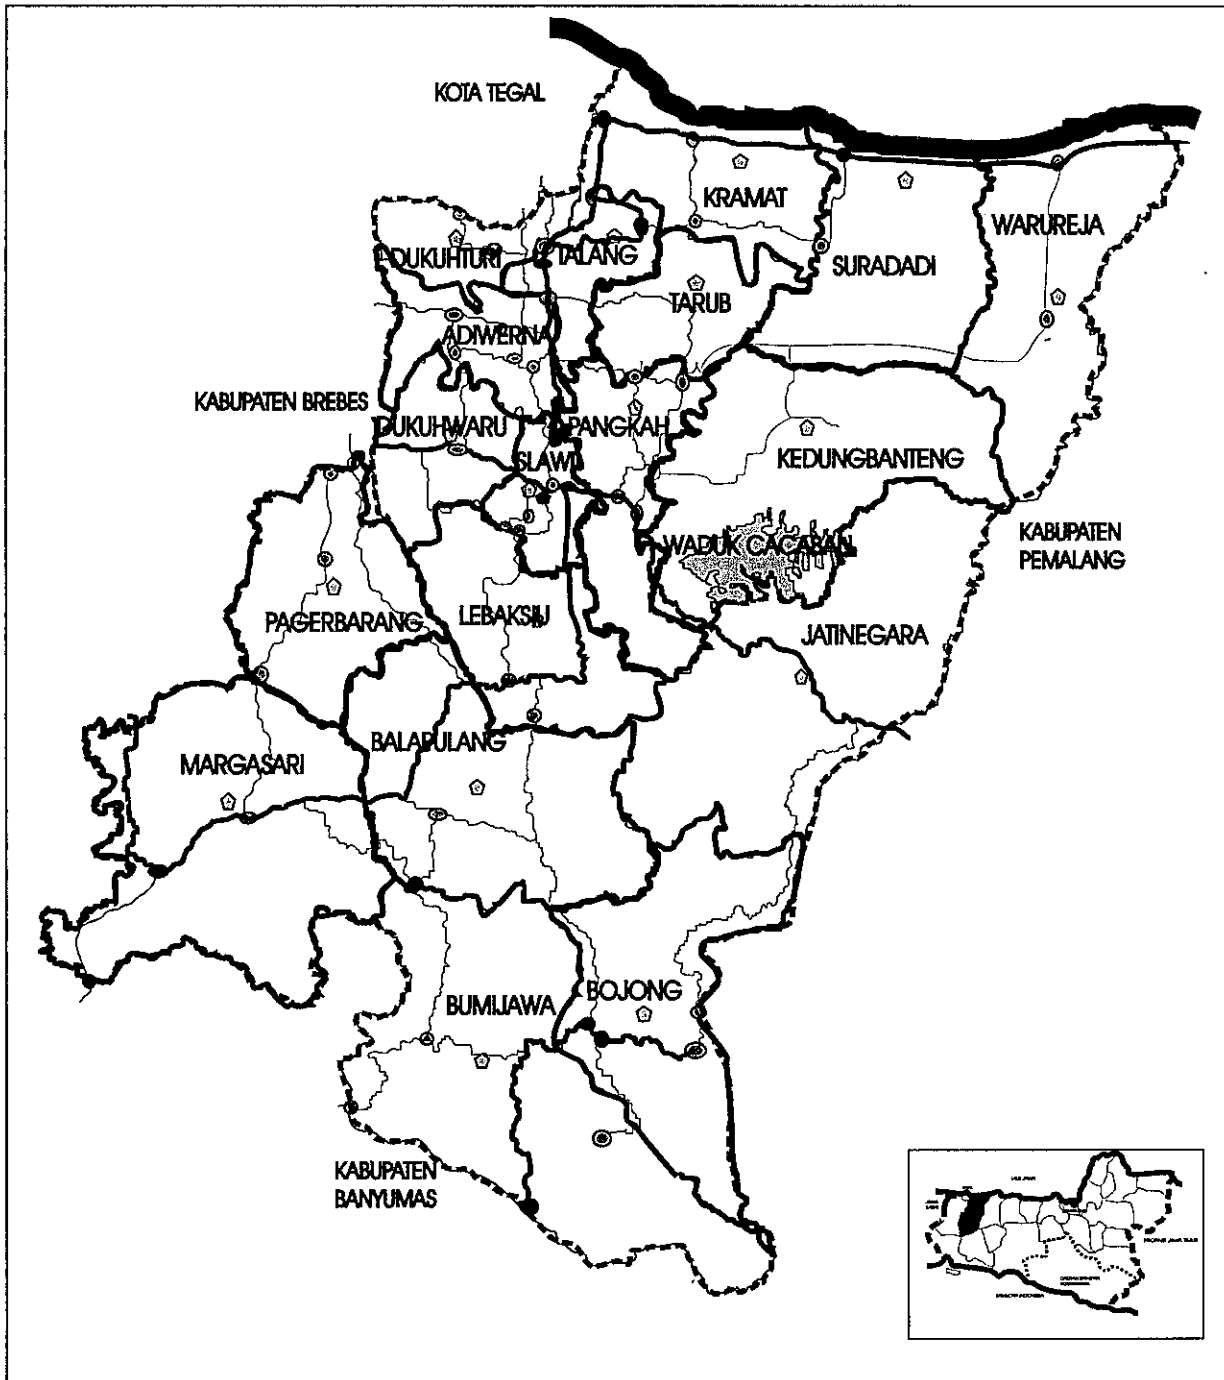 KOTA TEGAL
KRAMAT
WARUREJA
DUKUHTURI
TALANG
SURADADI
TARUB
ADIWERNA
KABUPATEN BREBES
DUKUHWARU
PANGKAH
SLAWI
KEDUNGBANTENG
WADUK CACABAN
KABUPATEN
PEMALANG
PAGERBARANG
LEBAKSIU
JATINEGARA
BALAPULANG
MARGASARI
BUMIJAWA
BOJONG
KABUPATEN
BANYUMAS